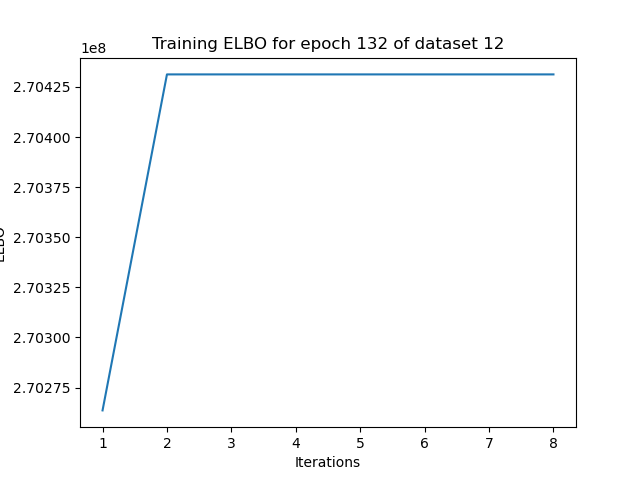 Training ELBO for epoch 132 of dataset 12
1e8
2.70425
2.70400
2.70375
2.70350
2.70325
2.70300
2.70275
ELBO
1 2 3 4 5 6 7 8
Iterations